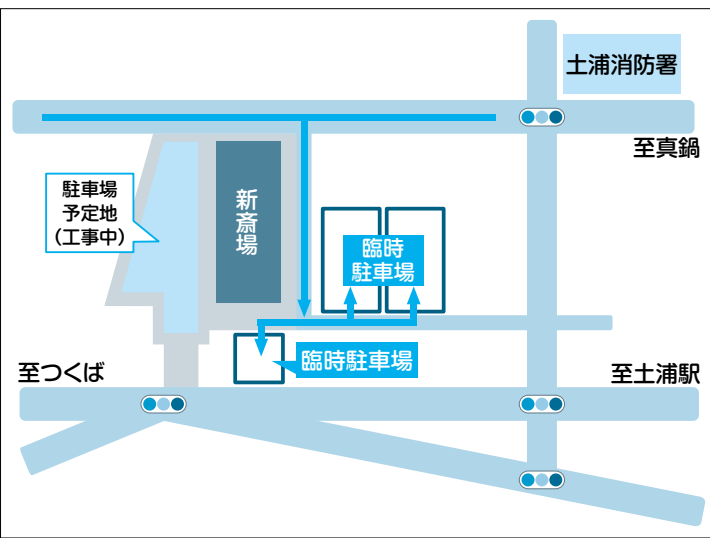 土浦消防署
至真鍋
駐車場
予定地
(工事中)
新斎場
臨時
駐車場
臨時駐車場
至つくば
至土浦駅